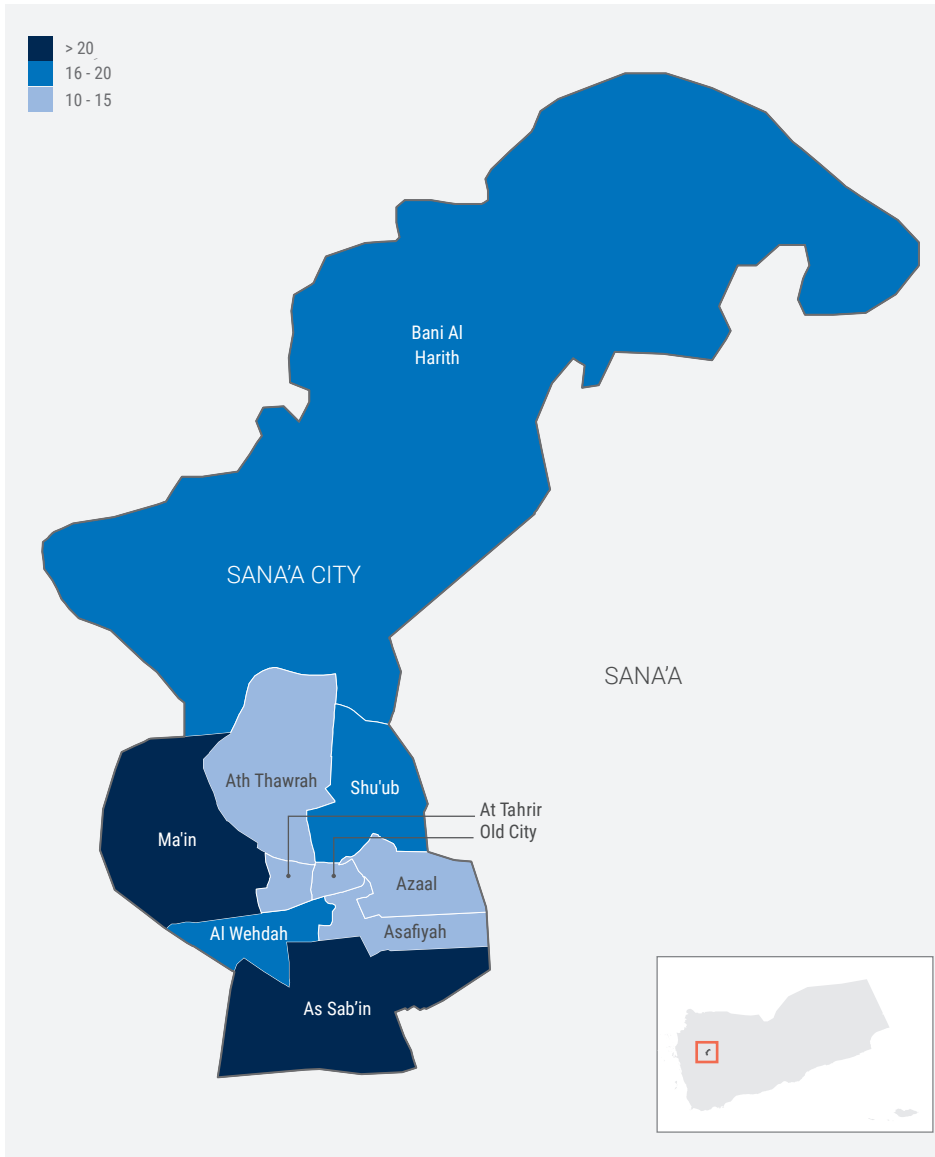 > 20
16 - 20
10 - 15
Bani Al
Harith
SANA'A CITY
SANA'A
Ath Thawrah
Shu'ub
At Tahrir
Old City
Ma'in
Azaal
Al Wehdah
Asafiyah
As Sab’in